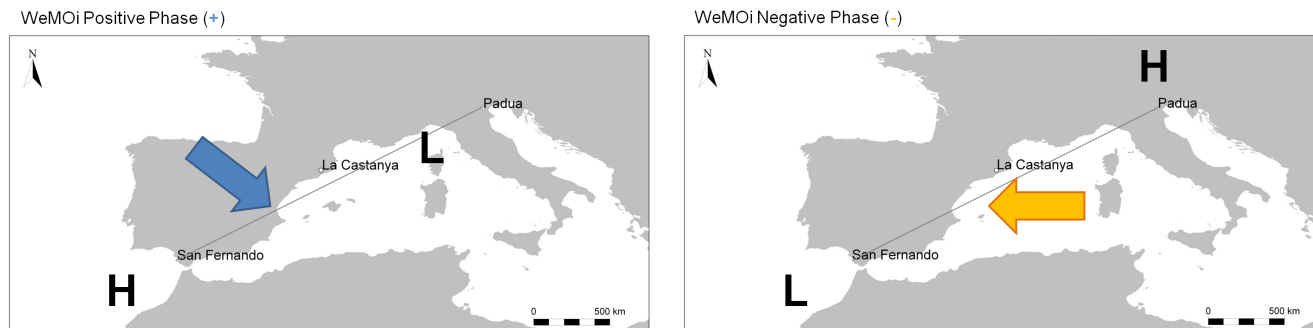 WeMOi Positive Phase (+)
N
Padua
L
La Castanya
San Fernando
H
0 500 km
WeMOi Negative Phase (-)
N
H
Padua
La Castanya
San Fernando
L
0 500 km